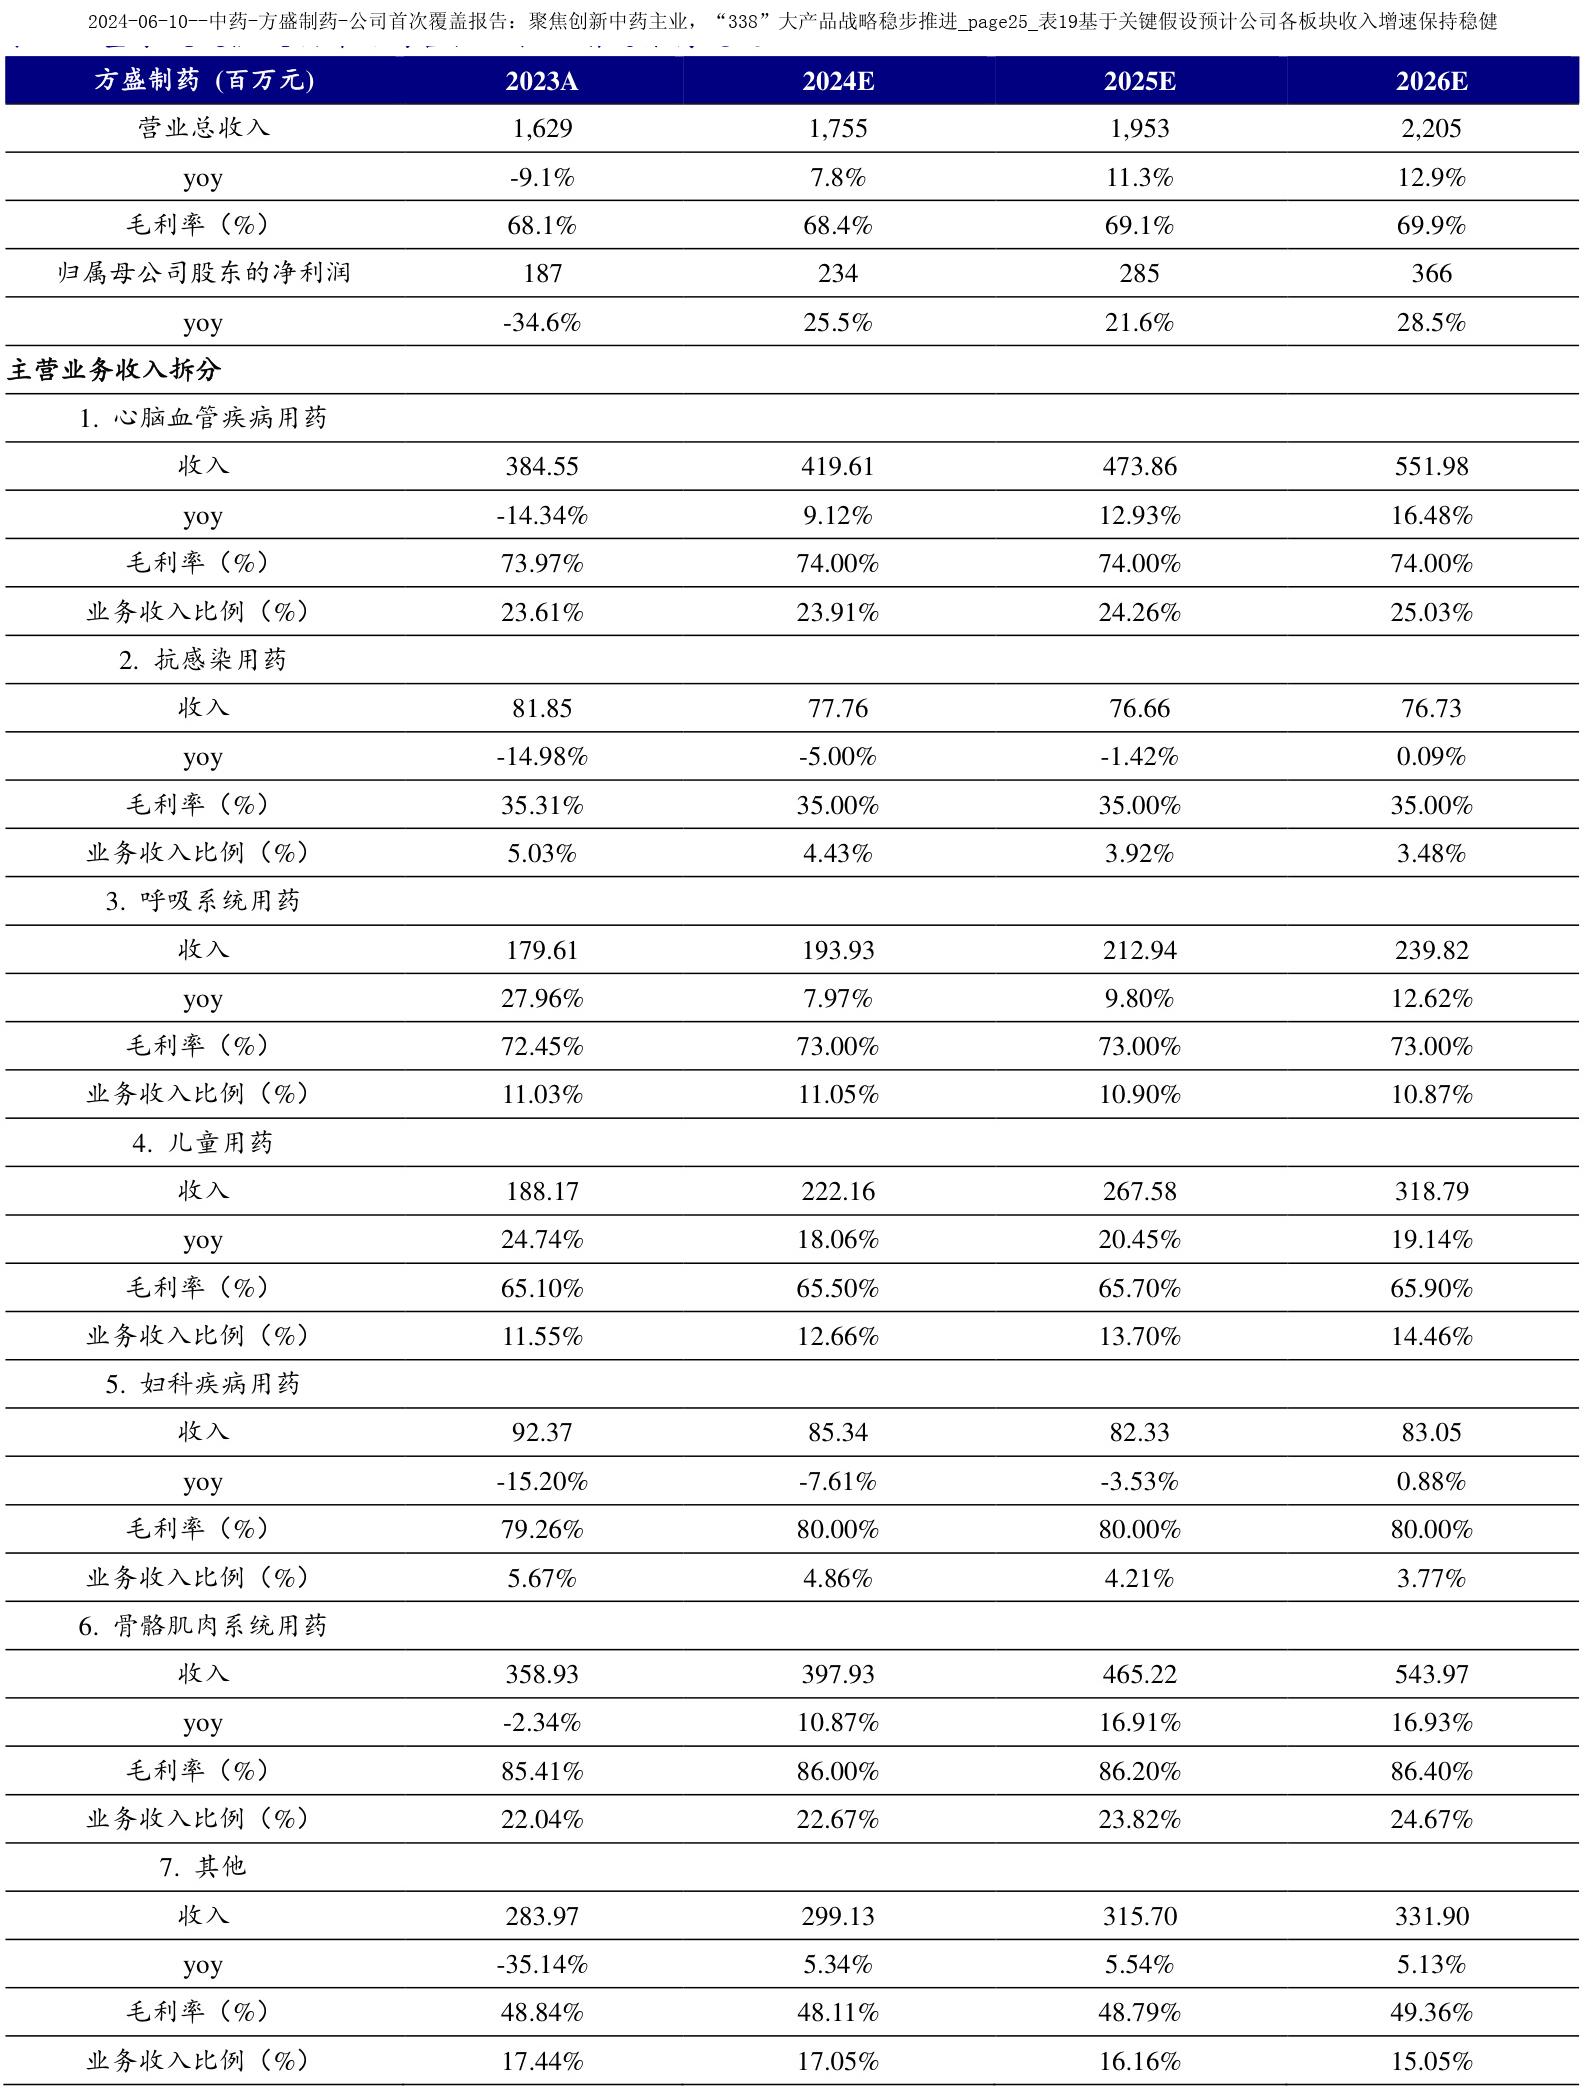 2024-06-10--中药-方盛制药-公司首次覆盖报告：聚焦创新中药主业，“338”大产品战略稳步推进_page25_表19基于关键假设预计公司各板块收入增速保持稳健
方盛制药 (百万元) 2023A 2024E 2025E 2026E
营业总收入 1,629 1,755 1,953 2,205
yoy -9.1% 7.8% 11.3% 12.9%
毛利率（%） 68.1% 68.4% 69.1% 69.9%
归属母公司股东的净利润 187 234 285 366
yoy -34.6% 25.5% 21.6% 28.5%
主营业务收入拆分
1. 心脑血管疾病用药
收入 384.55 419.61 473.86 551.98
yoy -14.34% 9.12% 12.93% 16.48%
毛利率（%） 73.97% 74.00% 74.00% 74.00%
业务收入比例（%） 23.61% 23.91% 24.26% 25.03%
2. 抗感染用药
收入 81.85 77.76 76.66 76.73
yoy -14.98% -5.00% -1.42% 0.09%
毛利率（%） 35.31% 35.00% 35.00% 35.00%
业务收入比例（%） 5.03% 4.43% 3.92% 3.48%
3. 呼吸系统用药
收入 179.61 193.93 212.94 239.82
yoy 27.96% 7.97% 9.80% 12.62%
毛利率（%） 72.45% 73.00% 73.00% 73.00%
业务收入比例（%） 11.03% 11.05% 10.90% 10.87%
4. 儿童用药
收入 188.17 222.16 267.58 318.79
yoy 24.74% 18.06% 20.45% 19.14%
毛利率（%） 65.10% 65.50% 65.70% 65.90%
业务收入比例（%） 11.55% 12.66% 13.70% 14.46%
5. 妇科疾病用药
收入 92.37 85.34 82.33 83.05
yoy -15.20% -7.61% -3.53% 0.88%
毛利率（%） 79.26% 80.00% 80.00% 80.00%
业务收入比例（%） 5.67% 4.86% 4.21% 3.77%
6. 骨骼肌肉系统用药
收入 358.93 397.93 465.22 543.97
yoy -2.34% 10.87% 16.91% 16.93%
毛利率（%） 85.41% 86.00% 86.20% 86.40%
业务收入比例（%） 22.04% 22.67% 23.82% 24.67%
7. 其他
收入 283.97 299.13 315.70 331.90
yoy -35.14% 5.34% 5.54% 5.13%
毛利率（%） 48.84% 48.11% 48.79% 49.36%
业务收入比例（%） 17.44% 17.05% 16.16% 15.05%